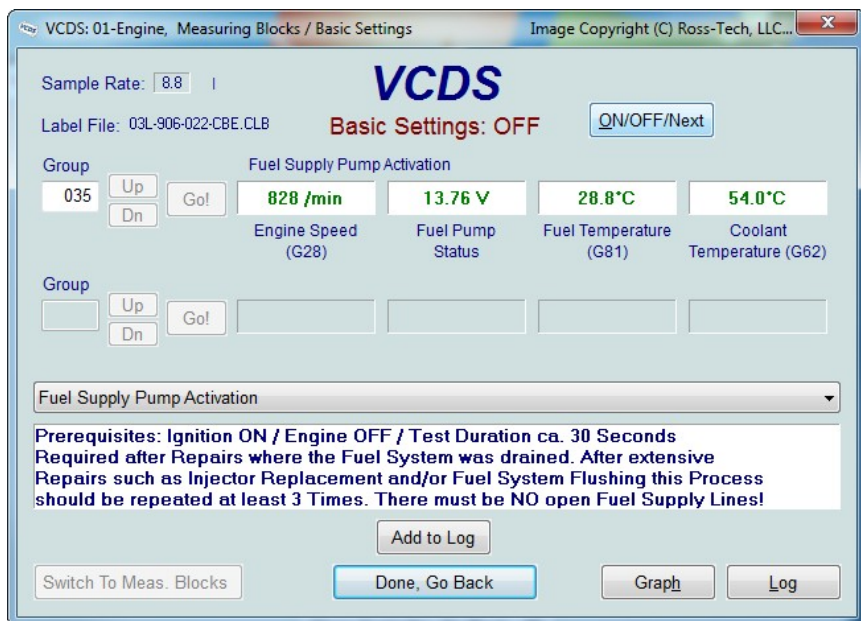 VCDS: 01-Engine, Measuring Blocks / Basic Settings Image Copyright (C) Ross-Tech, LLC...
Sample Rate: 8.8
VCDS
Label File: 03L-906-022-CBE.CLB
Basic Settings: OFF
ON/OFF/Next
Group
Fuel Supply Pump Activation
035 Up Dn Go! 828 /min 13.76 V 28.8°C 54.0°C
Engine Speed (G28)
Fuel Pump Status
Fuel Temperature (G81)
Coolant Temperature (G62)
Group
Up Dn Go!
Fuel Supply Pump Activation
Prerequisites: Ignition ON / Engine OFF / Test Duration ca. 30 Seconds
Required after Repairs where the Fuel System was drained. After extensive
Repairs such as Injector Replacement and/or Fuel System Flushing this Process
should be repeated at least 3 Times. There must be NO open Fuel Supply Lines!
Add to Log
Switch To Meas. Blocks Done, Go Back Graph Log